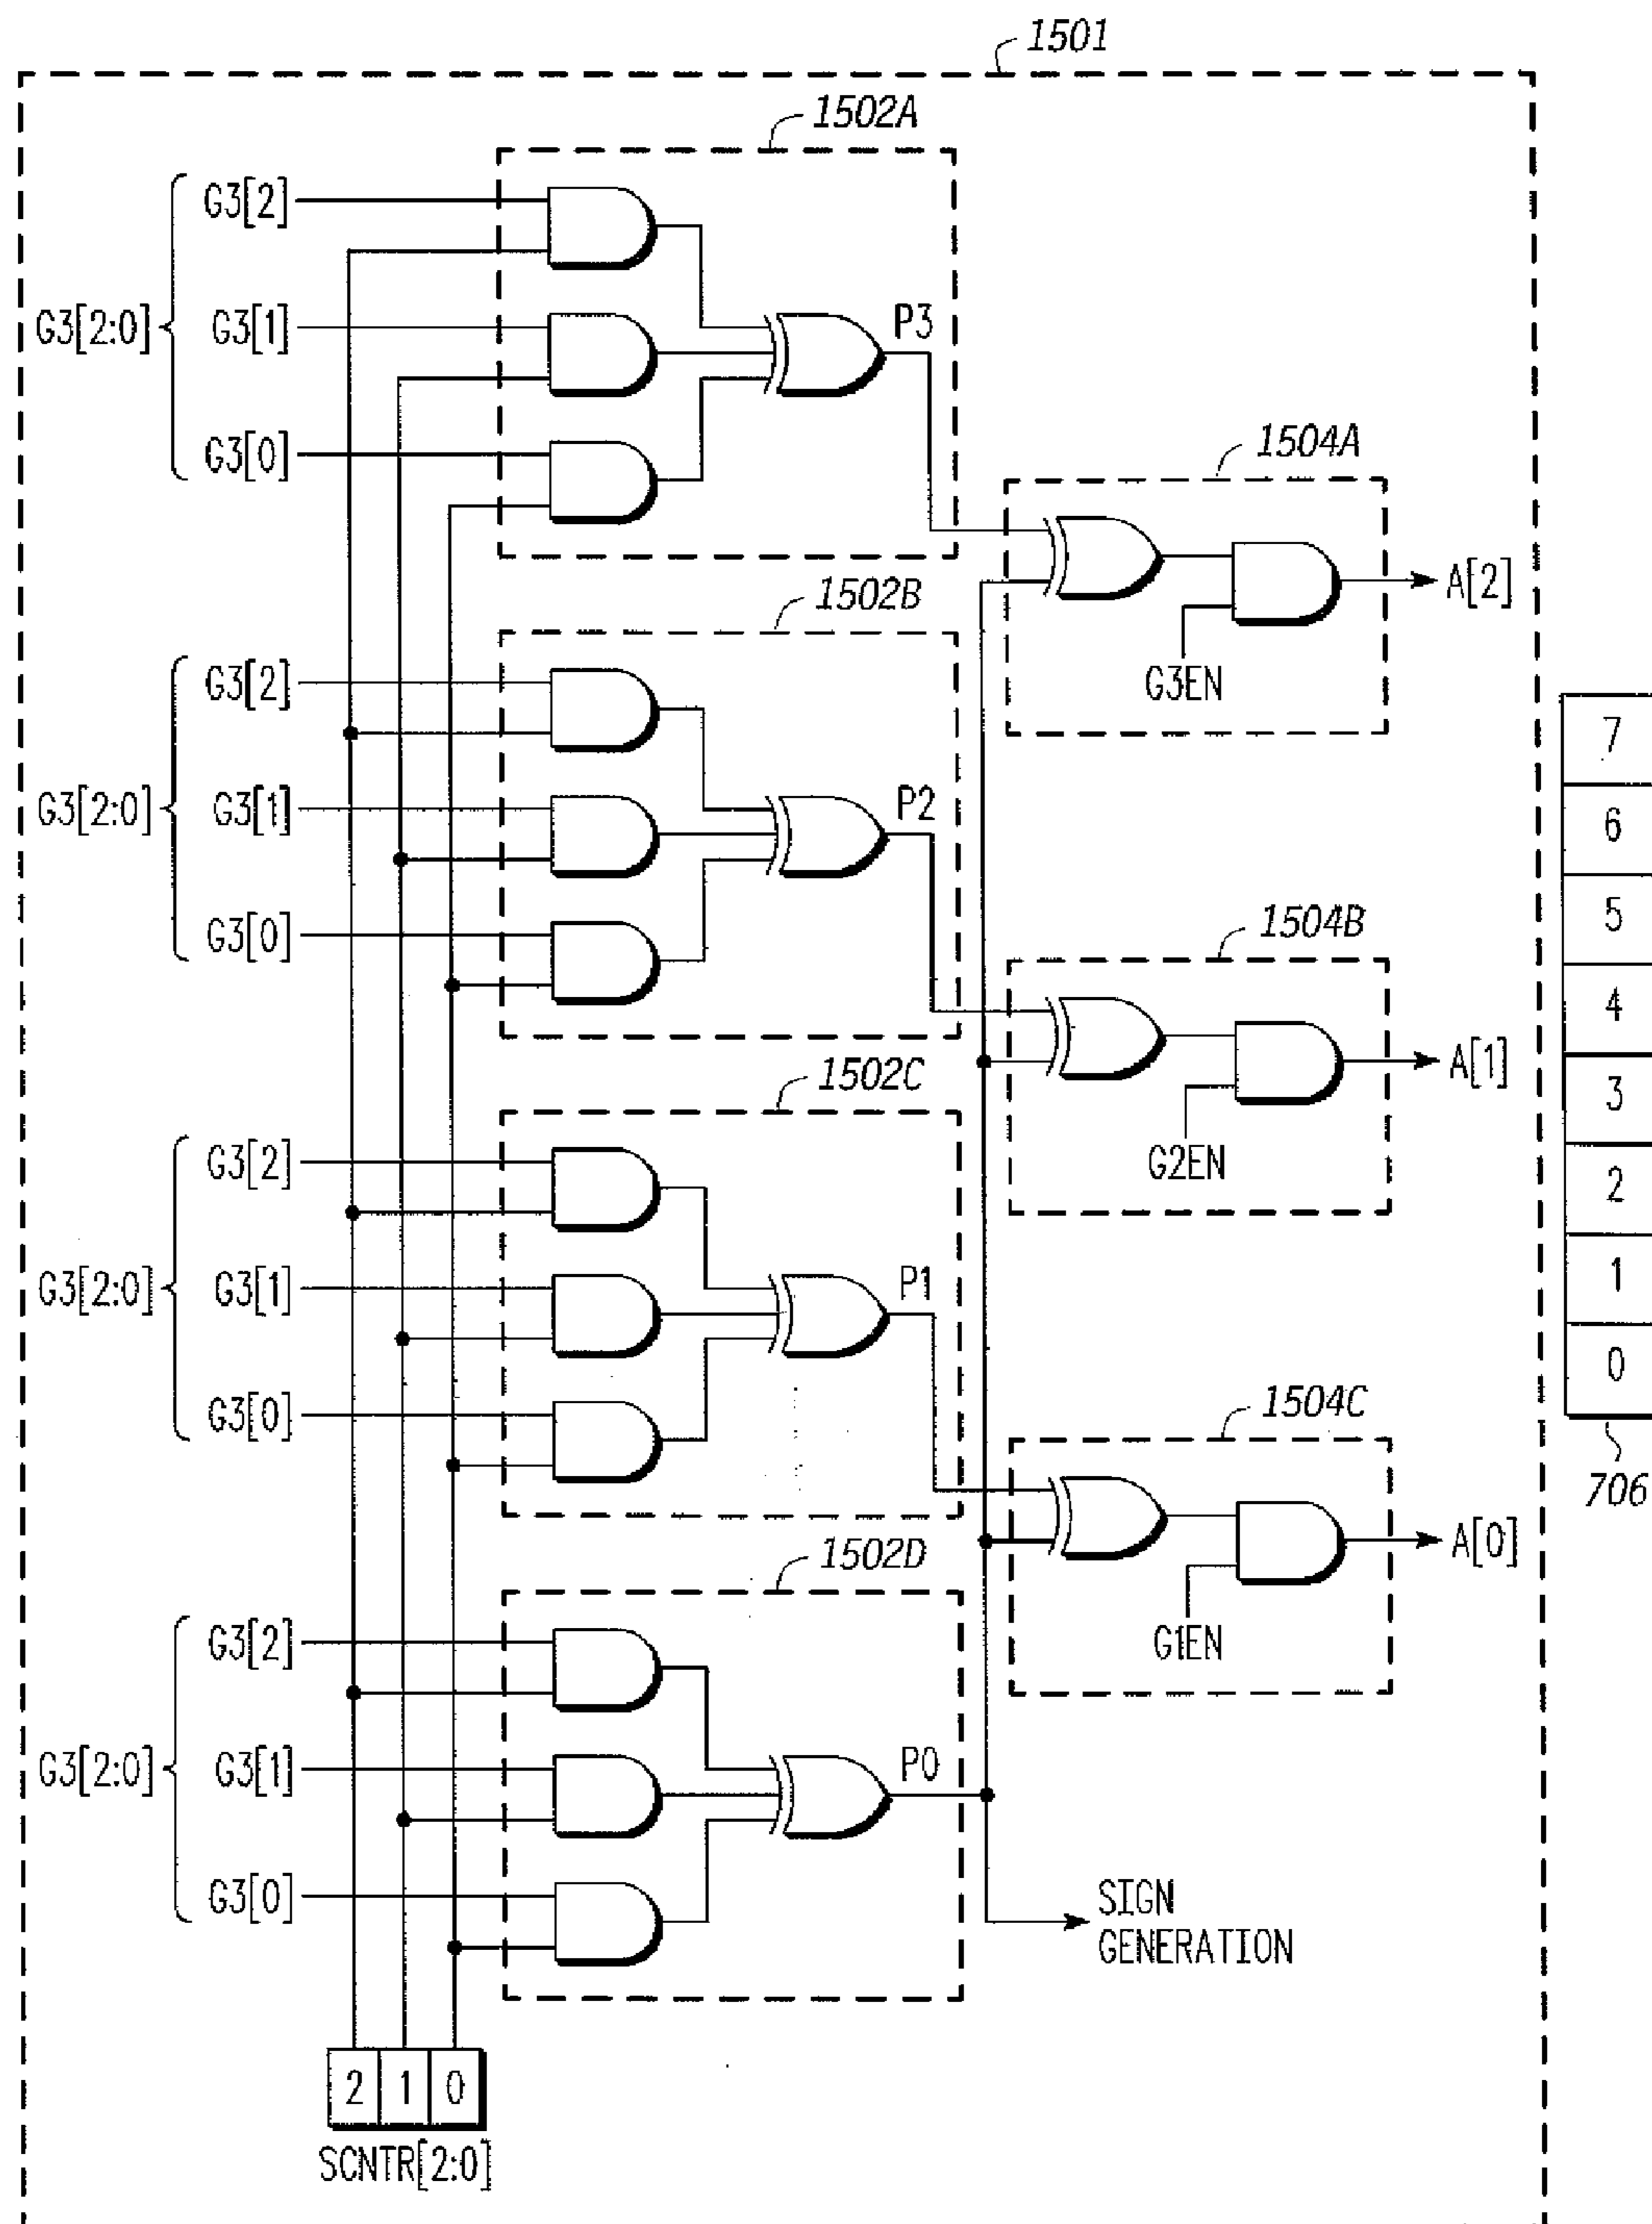 1501
1502A
G3[2]
G3[2:0]
G3[1]
P3
G3[0]
1504A
A[2]
G3EN
1502B
G3[2]
G3[2:0]
G3[1]
P2
G3[0]
1504B
A[1]
G2EN
1502C
G3[2]
G3[2:0]
G3[1]
P1
G3[0]
1504C
A[0]
G1EN
1502D
G3[2]
G3[2:0]
G3[1]
P0
G3[0]
SIGN
GENERATION
2 1 0
SCNTR[2:0]
7
6
5
4
3
2
1
0
706